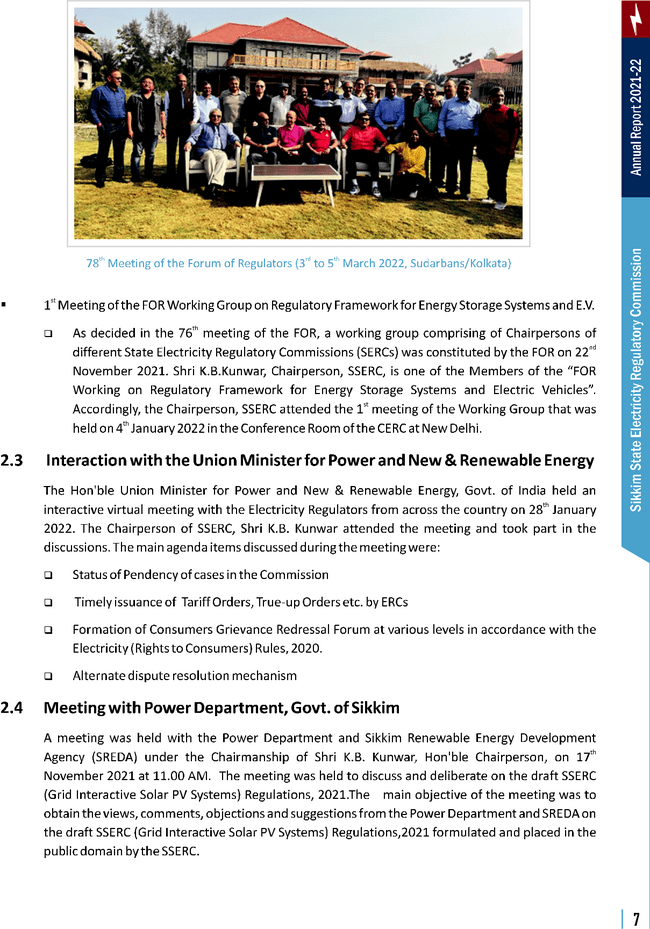 78th Meeting of the Forum of Regulators (3rd to 5th March 2022, Sudarbans/Kolkata)
▪ 1st Meeting of the FOR Working Group on Regulatory Framework for Energy Storage Systems and E.V.
❑ As decided in the 76th meeting of the FOR, a working group comprising of Chairpersons of
different State Electricity Regulatory Commissions (SERCs) was constituted by the FOR on 22nd
November 2021. Shri K.B.Kunwar, Chairperson, SSERC, is one of the Members of the “FOR
Working on Regulatory Framework for Energy Storage Systems and Electric Vehicles”.
Accordingly, the Chairperson, SSERC attended the 1st meeting of the Working Group that was
held on 4th January 2022 in the Conference Room of the CERC at New Delhi.
2.3 Interaction with the Union Minister for Power and New & Renewable Energy
The Hon'ble Union Minister for Power and New & Renewable Energy, Govt. of India held an
interactive virtual meeting with the Electricity Regulators from across the country on 28th January
2022. The Chairperson of SSERC, Shri K.B. Kunwar attended the meeting and took part in the
discussions. The main agenda items discussed during the meeting were:
❑ Status of Pendency of cases in the Commission
❑ Timely issuance of Tariff Orders, True-up Orders etc. by ERCs
❑ Formation of Consumers Grievance Redressal Forum at various levels in accordance with the
Electricity (Rights to Consumers) Rules, 2020.
❑ Alternate dispute resolution mechanism
2.4 Meeting with Power Department, Govt. of Sikkim
A meeting was held with the Power Department and Sikkim Renewable Energy Development
Agency (SREDA) under the Chairmanship of Shri K.B. Kunwar, Hon'ble Chairperson, on 17th
November 2021 at 11.00 AM. The meeting was held to discuss and deliberate on the draft SSERC
(Grid Interactive Solar PV Systems) Regulations, 2021.The main objective of the meeting was to
obtain the views, comments, objections and suggestions from the Power Department and SREDA on
the draft SSERC (Grid Interactive Solar PV Systems) Regulations,2021 formulated and placed in the
public domain by the SSERC.
Annual Report 2021-22
Sikkim State Electricity Regulatory Commission
7